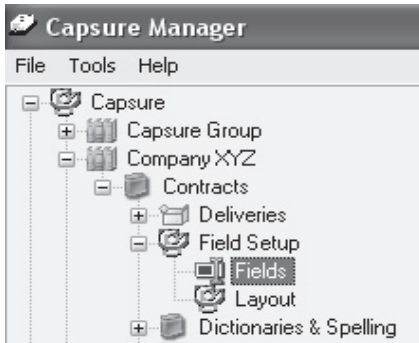 Capsure Manager
File Tools Help
Capsure
Capsure Group
Company XYZ
Contracts
Deliveries
Field Setup
Fields
Layout
Dictionaries & Spelling